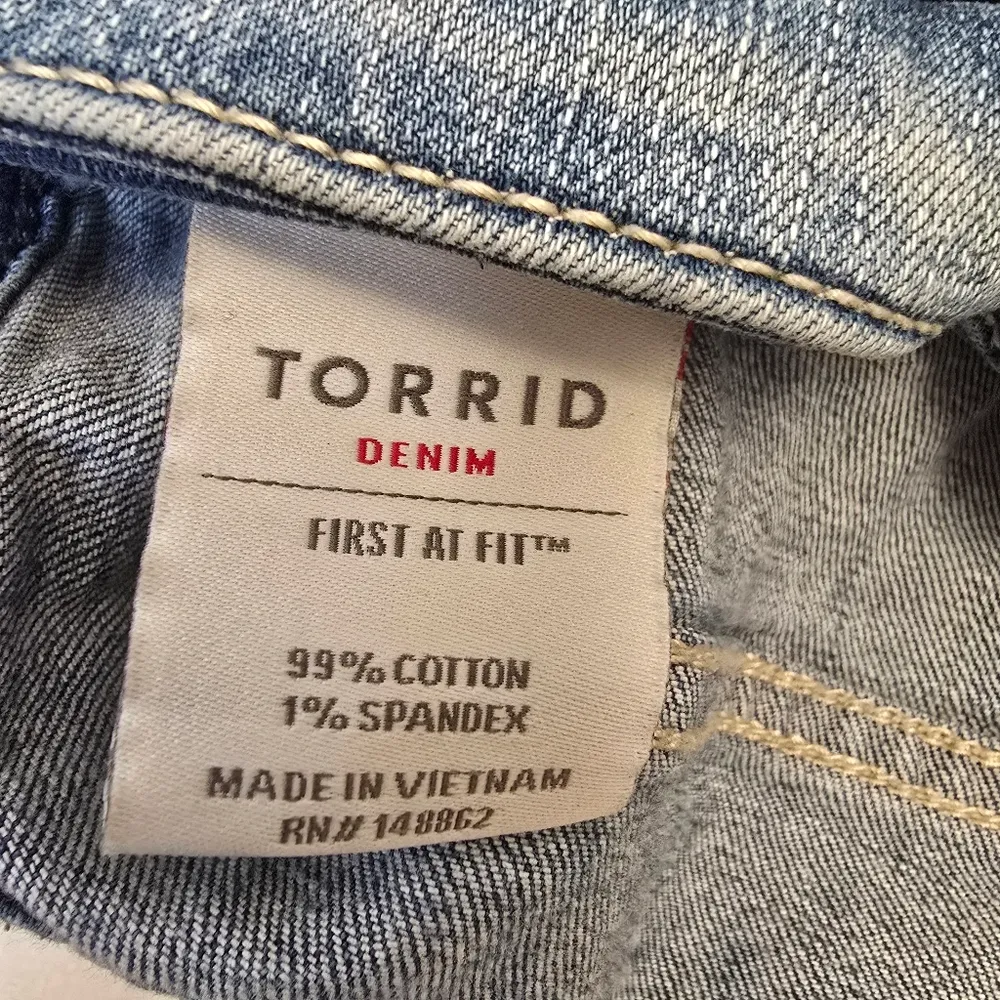 TORRID
DENIM
FIRST AT FIT™
99% COTTON
1% SPANDEX
MADE IN VIETNAM
RN# 148862